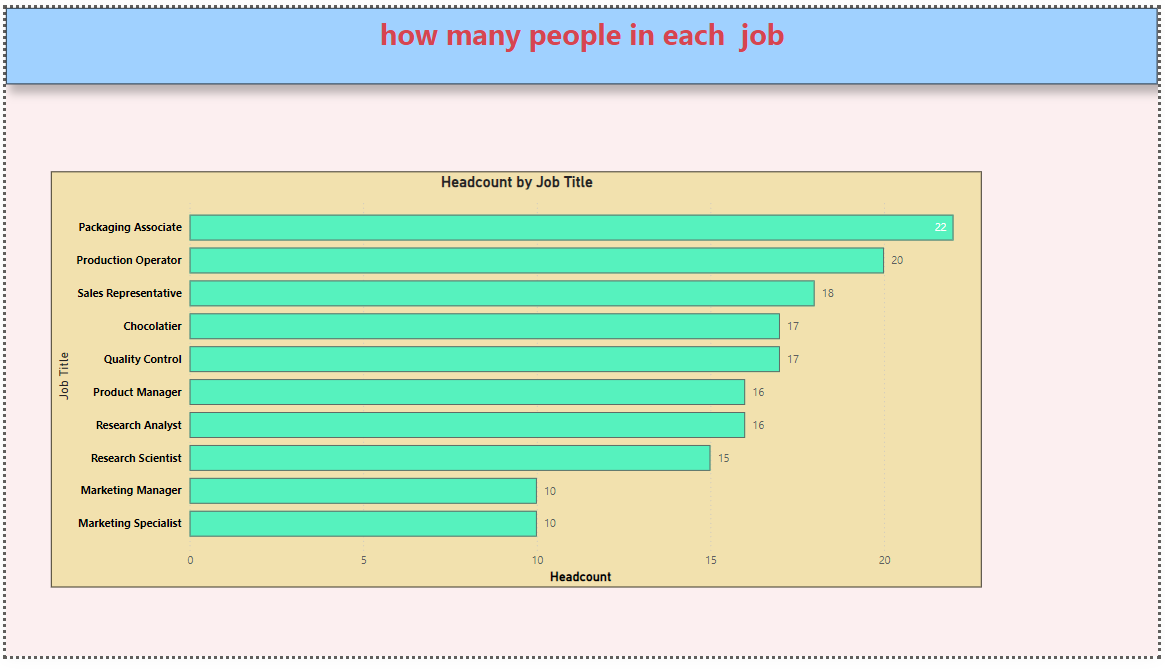 how many people in each  job
Headcount by Job Title
Job Title
Packaging Associate 22
Production Operator 20
Sales Representative 18
Chocolatier 17
Quality Control 17
Product Manager 16
Research Analyst 16
Research Scientist 15
Marketing Manager 10
Marketing Specialist 10
0 5 10 15 20
Headcount